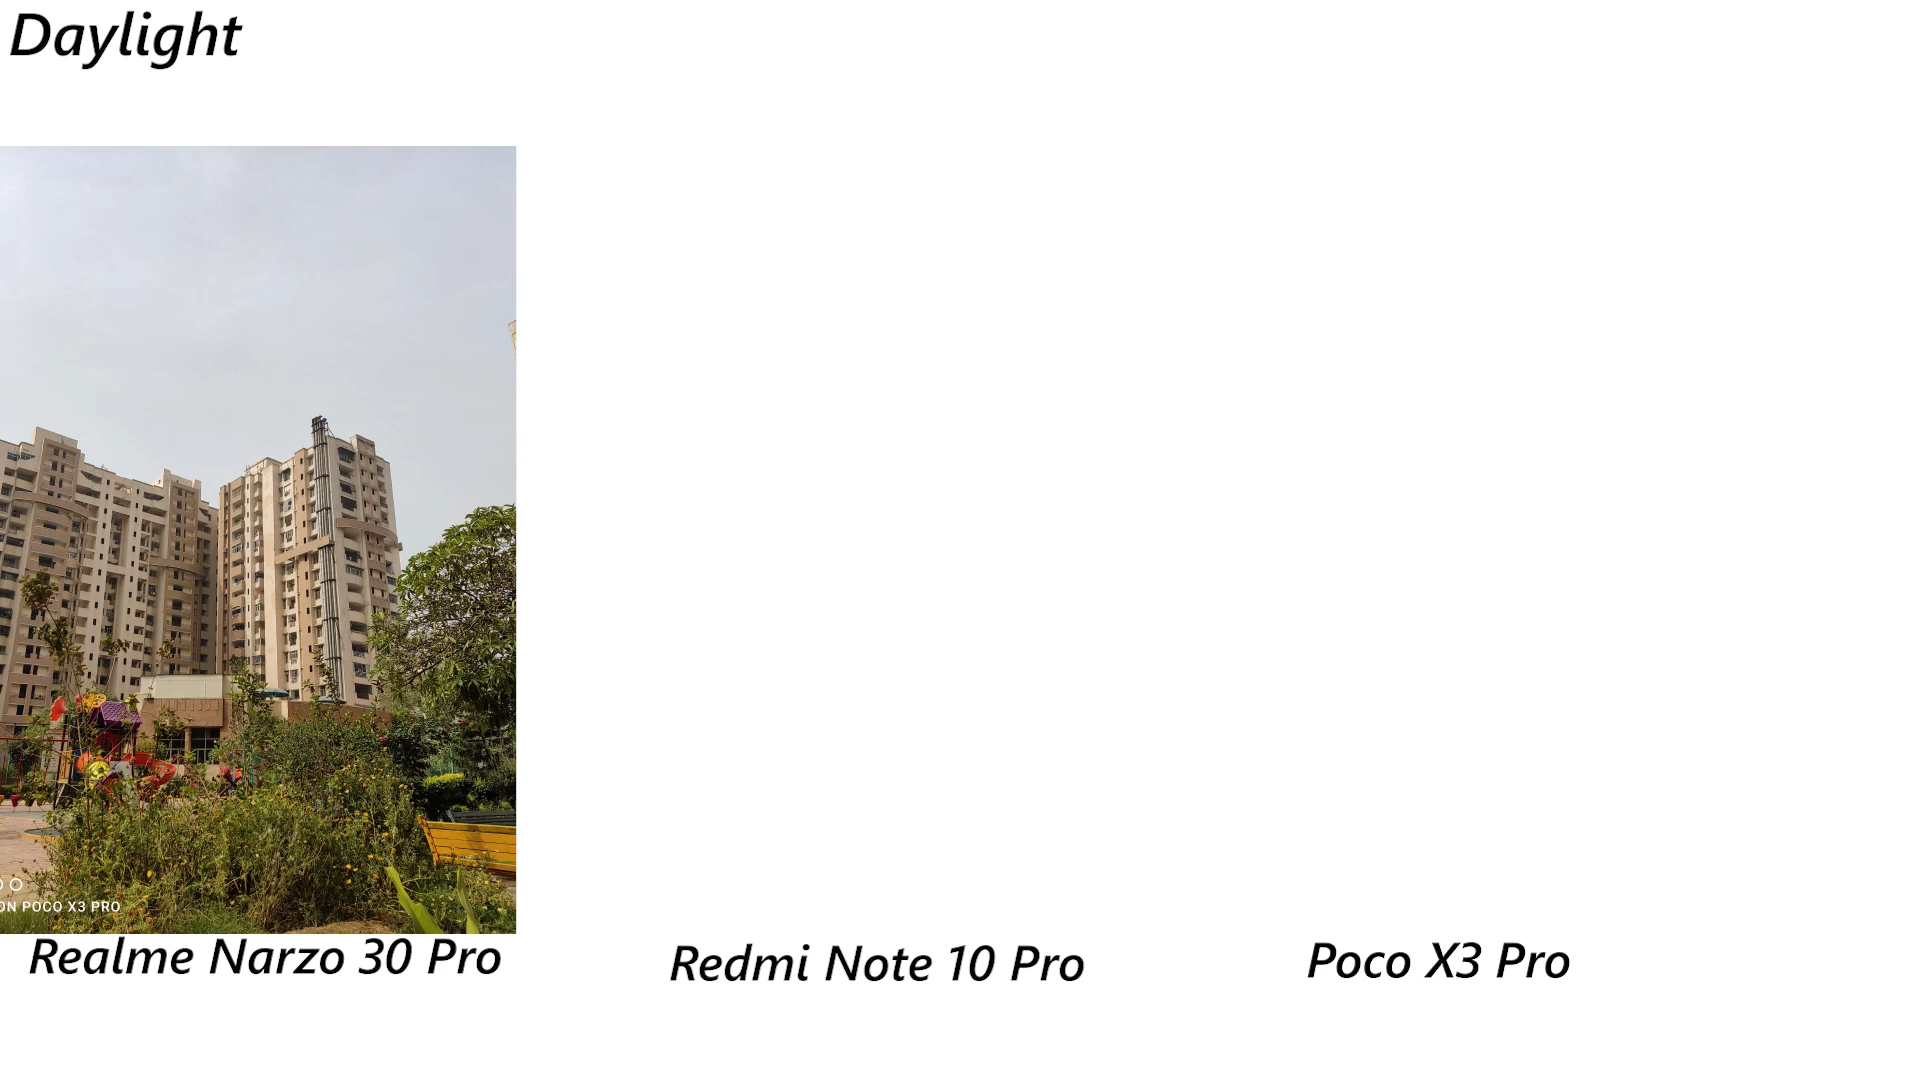 Daylight
ON POCO X3 PRO
Realme Narzo 30 Pro
Redmi Note 10 Pro
Poco X3 Pro